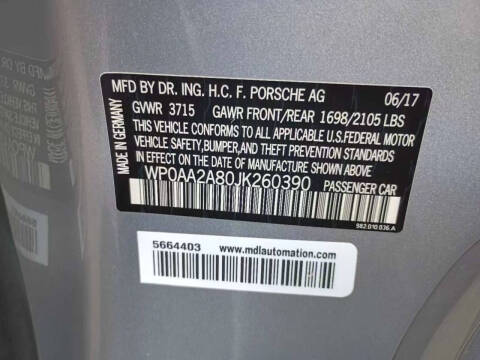 MFD BY DR. ING. H.C. F. PORSCHE AG 06/17
GVWR 3715 GAWR FRONT/REAR 1698/2105 LBS
THIS VEHICLE CONFORMS TO ALL APPLICABLE U.S.FEDERAL MOTOR
VEHICLE SAFETY,BUMPER, AND THEFT PREVENTION STANDARDS
IN EFFECT ON THE DATE OF MANUFACTURE SHOWN ABOVE.
WP0AA2A80JK260390 PASSENGER CAR
MADE IN GERMANY
982.010.036.A
5664403 www.mdlautomation.com